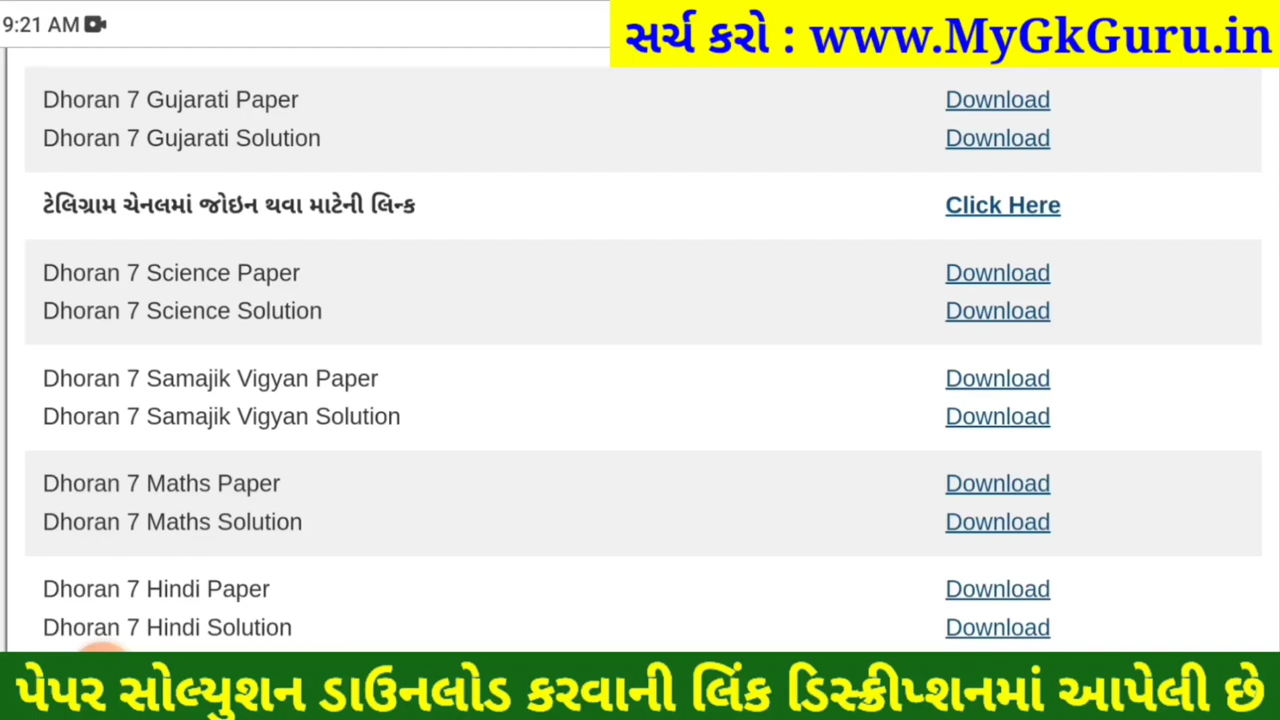 9:21 AM
સર્ચ કરો : www.MyGkGuru.in
Dhoran 7 Gujarati Paper Download
Dhoran 7 Gujarati Solution Download
ટેલિગ્રામ ચેનલમાં જોઇન થવા માટેની લિન્ક Click Here
Dhoran 7 Science Paper Download
Dhoran 7 Science Solution Download
Dhoran 7 Samajik Vigyan Paper Download
Dhoran 7 Samajik Vigyan Solution Download
Dhoran 7 Maths Paper Download
Dhoran 7 Maths Solution Download
Dhoran 7 Hindi Paper Download
Dhoran 7 Hindi Solution Download
પેપર સોલ્યુશન ડાઉનલોડ કરવાની લિંક ડિસ્ક્રીપ્શનમાં આપેલી છે